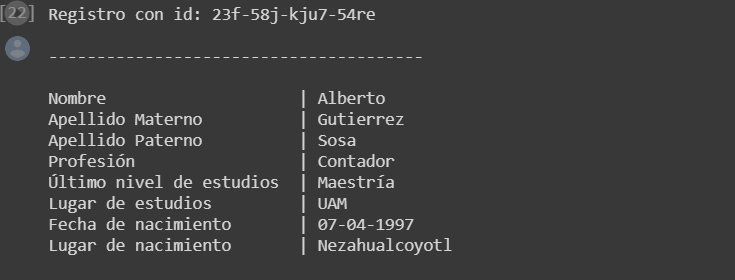 [22] Registro con id: 23f-58j-kju7-54re
---------------------------------------
Nombre | Alberto
Apellido Materno | Gutierrez
Apellido Paterno | Sosa
Profesión | Contador
Último nivel de estudios | Maestría
Lugar de estudios | UAM
Fecha de nacimiento | 07-04-1997
Lugar de nacimiento | Nezahualcoyotl